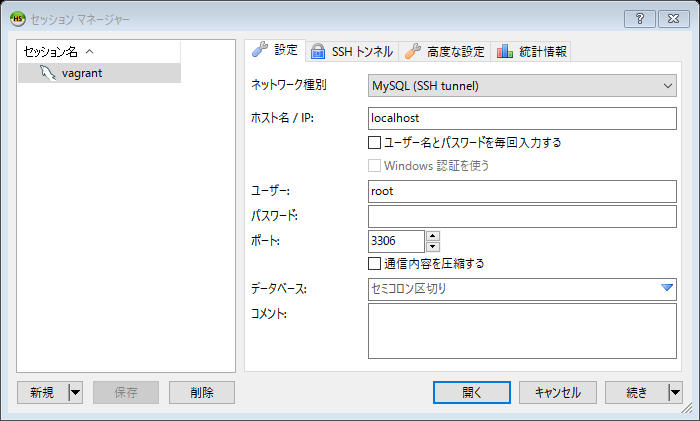 HS セッション マネージャー
セッション名
vagrant
設定 SSH トンネル 高度な設定 統計情報
ネットワーク種別 MySQL (SSH tunnel)
ホスト名 / IP: localhost
ユーザー名とパスワードを毎回入力する
Windows 認証を使う
ユーザー: root
パスワード:
ポート: 3306
通信内容を圧縮する
データベース: セミコロン区切り
コメント:
新規 保存 削除 開く キャンセル 続き